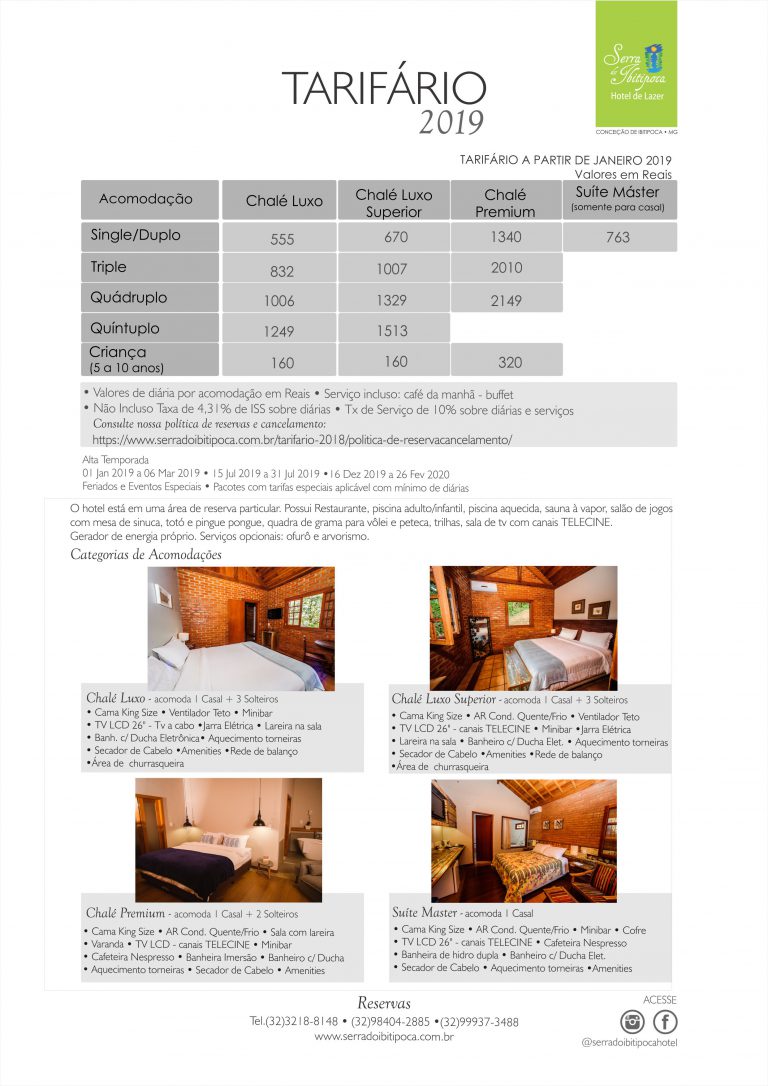 Serra
do
Ibitipoca
Hotel de Lazer
CONCEIÇÃO DE IBITIPOCA • MG
TARIFÁRIO
2019
TARIFÁRIO A PARTIR DE JANEIRO 2019
Valores em Reais
Acomodação Chalé Luxo Chalé Luxo Superior Chalé Premium Suíte Máster (somente para casal)
Single/Duplo 555 670 1340 763
Triple 832 1007 2010
Quádruplo 1006 1329 2149
Quíntuplo 1249 1513
Criança (5 a 10 anos) 160 160 320
• Valores de diária por acomodação em Reais • Serviço incluso: café da manhã - buffet
• Não Incluso Taxa de 4,31% de ISS sobre diárias • Tx de Serviço de 10% sobre diárias e serviços
Consulte nossa política de reservas e cancelamento:
https://www.serradoibitipoca.com.br/tarifario-2018/politica-de-reservacancelamento/
Alta Temporada
01 Jan 2019 a 06 Mar 2019 • 15 Jul 2019 a 31 Jul 2019 •16 Dez 2019 a 26 Fev 2020
Feriados e Eventos Especiais • Pacotes com tarifas especiais aplicável com mínimo de diárias
O hotel está em uma área de reserva particular. Possui Restaurante, piscina adulto/infantil, piscina aquecida, sauna à vapor, salão de jogos
com mesa de sinuca, totó e pingue pongue, quadra de grama para vôlei e peteca, trilhas, sala de tv com canais TELECINE.
Gerador de energia próprio. Serviços opcionais: ofurô e arvorismo.
Categorias de Acomodações
Chalé Luxo - acomoda 1 Casal + 3 Solteiros
• Cama King Size • Ventilador Teto • Minibar
• TV LCD 26" - Tv a cabo •Jarra Elétrica • Lareira na sala
• Banh. c/ Ducha Eletrônica• Aquecimento torneiras
• Secador de Cabelo •Amenities •Rede de balanço
•Área de churrasqueira
Chalé Luxo Superior - acomoda 1 Casal + 3 Solteiros
• Cama King Size • AR Cond. Quente/Frio • Ventilador Teto
• TV LCD 26" - canais TELECINE • Minibar •Jarra Elétrica
• Lareira na sala • Banheiro c/ Ducha Elet. • Aquecimento torneiras
• Secador de Cabelo •Amenities •Rede de balanço
•Área de churrasqueira
Chalé Premium - acomoda 1 Casal + 2 Solteiros
• Cama King Size • AR Cond. Quente/Frio • Sala com lareira
• Varanda • TV LCD - canais TELECINE • Minibar
• Cafeteira Nespresso • Banheira Imersão • Banheiro c/ Ducha
• Aquecimento torneiras • Secador de Cabelo • Amenities
Suíte Master - acomoda 1 Casal
• Cama King Size • AR Cond. Quente/Frio • Minibar • Cofre
• TV LCD 26" - canais TELECINE • Cafeteira Nespresso
• Banheira de hidro dupla • Banheiro c/ Ducha Elet.
• Secador de Cabelo • Aquecimento torneiras •Amenities
Reservas
Tel.(32)3218-8148 • (32)98404-2885 •(32)99937-3488
www.serradoibitipoca.com.br
ACESSE
@serradoibitipocahotel